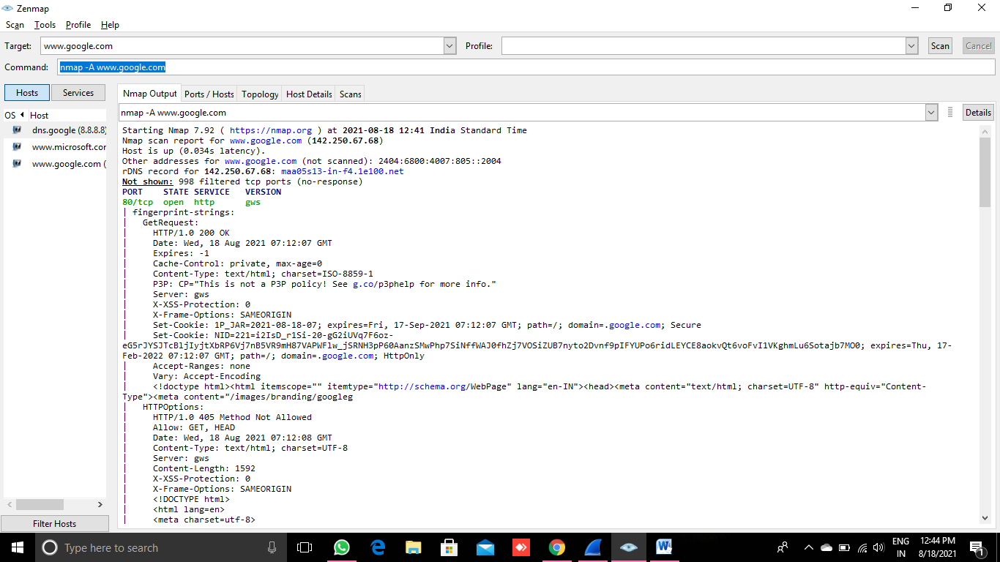 Zenmap
Scan Tools Profile Help
Target: www.google.com Profile: Scan Cancel
Command: nmap -A www.google.com
Hosts Services
OS Host
dns.google (8.8.8.8)
www.microsoft.cor
www.google.com (
Filter Hosts
Nmap Output Ports / Hosts Topology Host Details Scans
nmap -A www.google.com Details
Starting Nmap 7.92 ( https://nmap.org ) at 2021-08-18 12:41 India Standard Time
Nmap scan report for www.google.com (142.250.67.68)
Host is up (0.034s latency).
Other addresses for www.google.com (not scanned): 2404:6800:4007:805::2004
rDNS record for 142.250.67.68: maa05s13-in-f4.1e100.net
Not shown: 998 filtered tcp ports (no-response)
PORT STATE SERVICE VERSION
80/tcp open http gws
| fingerprint-strings:
| GetRequest:
| HTTP/1.0 200 OK
| Date: Wed, 18 Aug 2021 07:12:07 GMT
| Expires: -1
| Cache-Control: private, max-age=0
| Content-Type: text/html; charset=ISO-8859-1
| P3P: CP="This is not a P3P policy! See g.co/p3phelp for more info."
| Server: gws
| X-XSS-Protection: 0
| X-Frame-Options: SAMEORIGIN
| Set-Cookie: 1P_JAR=2021-08-18-07; expires=Fri, 17-Sep-2021 07:12:07 GMT; path=/; domain=.google.com; Secure
| Set-Cookie: NID=221=i2IsD_r1Si-20-gG2iUVq7F6oz-
eG5rJYSJTcBljIyjtXbRP6Vj7nB5VR9mH87VAPWFlw_jSRNH3pP60AanzSMwPhp7SiNffWAJ0fhZj7VOSiZUB7nyto2Dvnf9pIFYUPo6ridLEYCE8aokvQt6voFvI1VKghmLu6Sotajb7MO0; expires=Thu, 17-
Feb-2022 07:12:07 GMT; path=/; domain=.google.com; HttpOnly
| Accept-Ranges: none
| Vary: Accept-Encoding
| <!doctype html><html itemscope="" itemtype="http://schema.org/WebPage" lang="en-IN"><head><meta content="text/html; charset=UTF-8" http-equiv="Content-
Type"><meta content="/images/branding/googleg
| HTTPOptions:
| HTTP/1.0 405 Method Not Allowed
| Allow: GET, HEAD
| Date: Wed, 18 Aug 2021 07:12:08 GMT
| Content-Type: text/html; charset=UTF-8
| Server: gws
| Content-Length: 1592
| X-XSS-Protection: 0
| X-Frame-Options: SAMEORIGIN
| <!DOCTYPE html>
| <html lang=en>
| <meta charset=utf-8>
Type here to search
ENG
IN
12:44 PM
8/18/2021
1